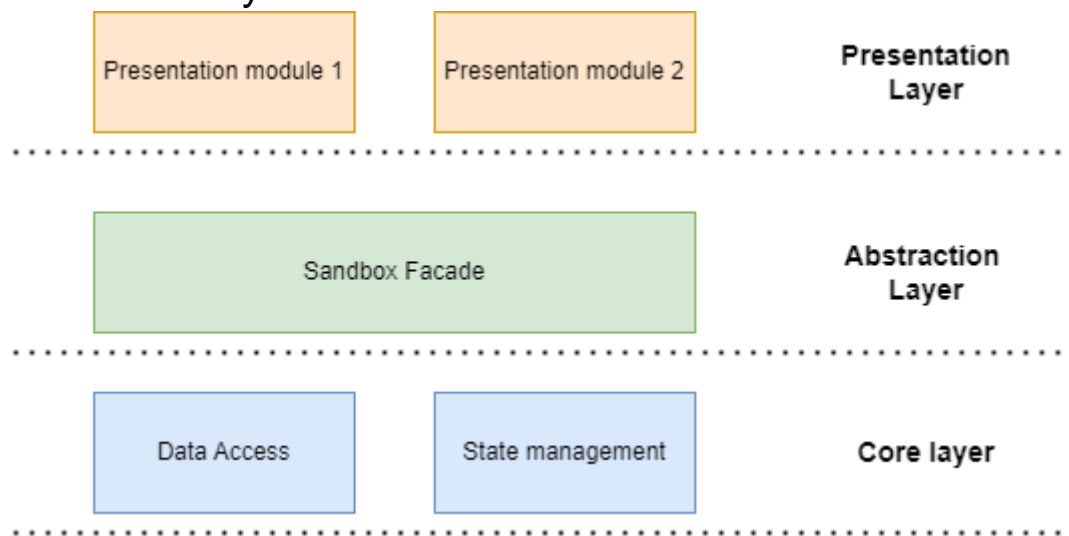 Presentation module 1
Presentation module 2
Presentation
Layer
Sandbox Facade
Abstraction
Layer
Data Access
State management
Core layer